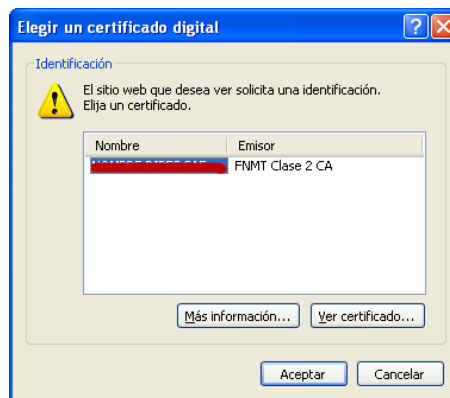 Elegir un certificado digital
Identificación
El sitio web que desea ver solicita una identificación.
Elija un certificado.
Nombre Emisor
FNMT Clase 2 CA
Más información... Ver certificado...
Aceptar Cancelar